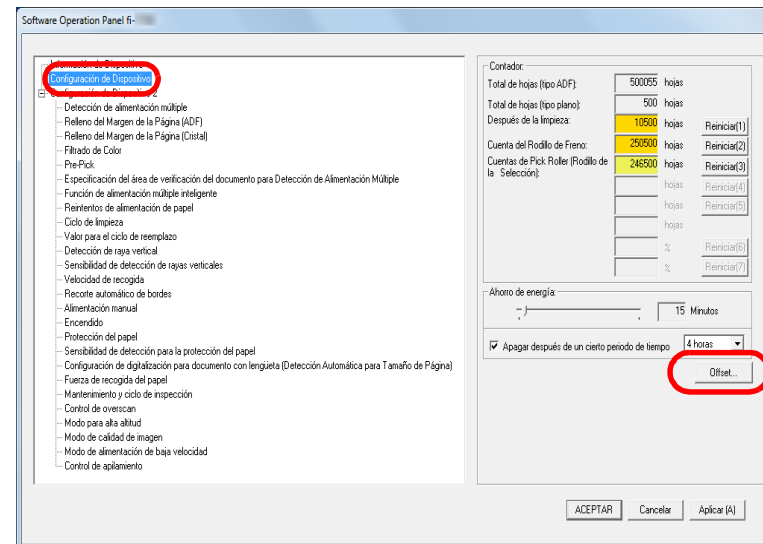 Software Operation Panel fi-
Información de Dispositivo
Configuración de Dispositivo
Configuración de Dispositivo 2
Detección de alimentación múltiple
Relleno del Margen de la Página (ADF)
Relleno del Margen de la Página (Cristal)
Filtrado de Color
Pre-Pick
Especificación del área de verificación del documento para Detección de Alimentación Múltiple
Función de alimentación múltiple inteligente
Reintentos de alimentación de papel
Ciclo de limpieza
Valor para el ciclo de reemplazo
Detección de raya vertical
Sensibilidad de detección de rayas verticales
Velocidad de recogida
Recorte automático de bordes
Alimentación manual
Encendido
Protección del papel
Sensibilidad de detección para la protección del papel
Configuración de digitalización para documento con lengüeta (Detección Automática para Tamaño de Página)
Fuerza de recogida del papel
Mantenimiento y ciclo de inspección
Control de overscan
Modo para alta altitud
Modo de calidad de imagen
Modo de alimentación de baja velocidad
Control de apilamiento
Contador:
Total de hojas (tipo ADF): 500055 hojas
Total de hojas (tipo plano): 500 hojas
Después de la limpieza: 10500 hojas Reiniciar(1)
Cuenta del Rodillo de Freno: 250500 hojas Reiniciar(2)
Cuentas de Pick Roller (Rodillo de 246500 hojas Reiniciar(3)
la Selección):
hojas Reiniciar(4)
hojas Reiniciar(5)
hojas
% Reiniciar(6)
% Reiniciar(7)
Ahorro de energía:
15 Minutos
Apagar después de un cierto periodo de tiempo 4 horas
Offset...
ACEPTAR Cancelar Aplicar (A)